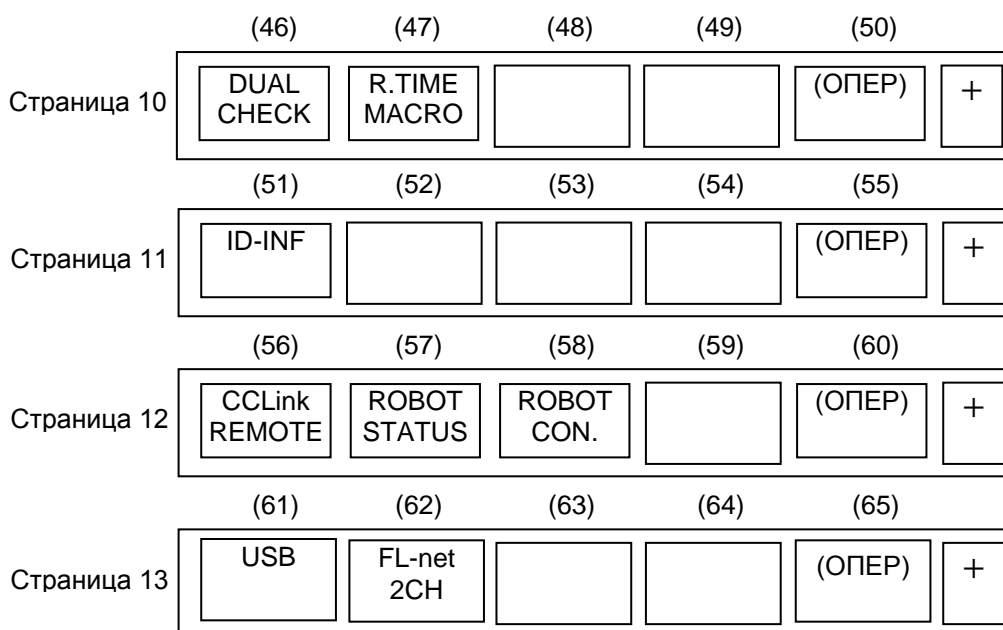 (46) (47) (48) (49) (50)
Страница 10 DUAL CHECK R.TIME MACRO (ОПЕР) +
(51) (52) (53) (54) (55)
Страница 11 ID-INF (ОПЕР) +
(56) (57) (58) (59) (60)
Страница 12 CCLink REMOTE ROBOT STATUS ROBOT CON. (ОПЕР) +
(61) (62) (63) (64) (65)
Страница 13 USB FL-net 2CH (ОПЕР) +